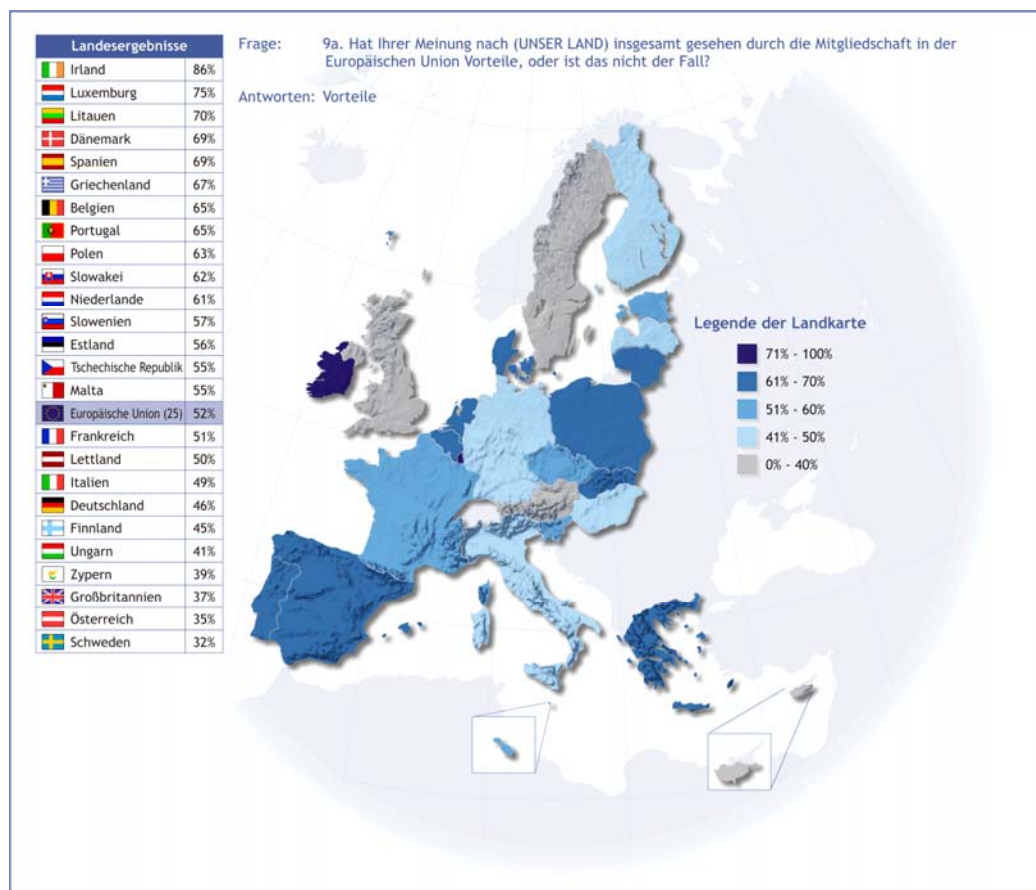 Landesergebnisse
Irland 86%
Luxemburg 75%
Litauen 70%
Dänemark 69%
Spanien 69%
Griechenland 67%
Belgien 65%
Portugal 65%
Polen 63%
Slowakei 62%
Niederlande 61%
Slowenien 57%
Estland 56%
Tschechische Republik 55%
Malta 55%
Europäische Union (25) 52%
Frankreich 51%
Lettland 50%
Italien 49%
Deutschland 46%
Finnland 45%
Ungarn 41%
Zypern 39%
Großbritannien 37%
Österreich 35%
Schweden 32%
Frage: 9a. Hat Ihrer Meinung nach (UNSER LAND) insgesamt gesehen durch die Mitgliedschaft in der
Europäischen Union Vorteile, oder ist das nicht der Fall?
Antworten: Vorteile
Legende der Landkarte
71% - 100%
61% - 70%
51% - 60%
41% - 50%
0% - 40%